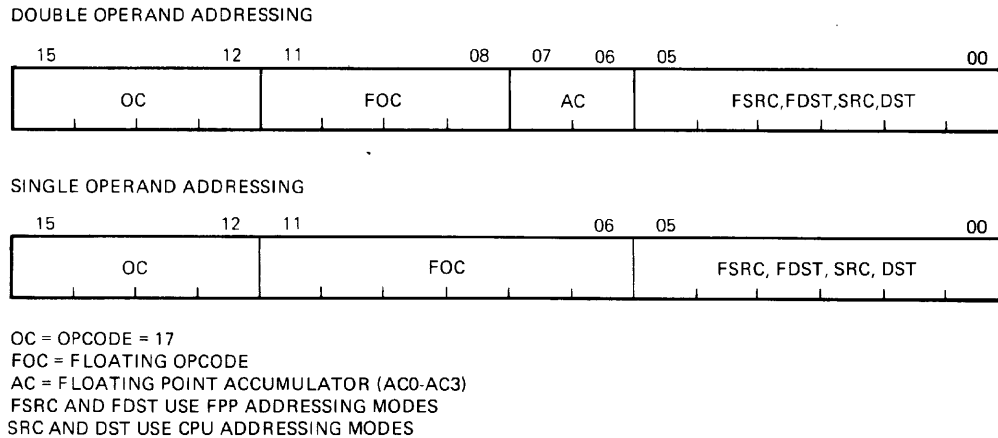 DOUBLE OPERAND ADDRESSING
15 12 11 08 07 06 05 00
OC FOC AC FSRC,FDST,SRC,DST
SINGLE OPERAND ADDRESSING
15 12 11 06 05 00
OC FOC FSRC, FDST, SRC, DST
OC = OPCODE = 17
FOC = FLOATING OPCODE
AC = FLOATING POINT ACCUMULATOR (AC0-AC3)
FSRC AND FDST USE FPP ADDRESSING MODES
SRC AND DST USE CPU ADDRESSING MODES